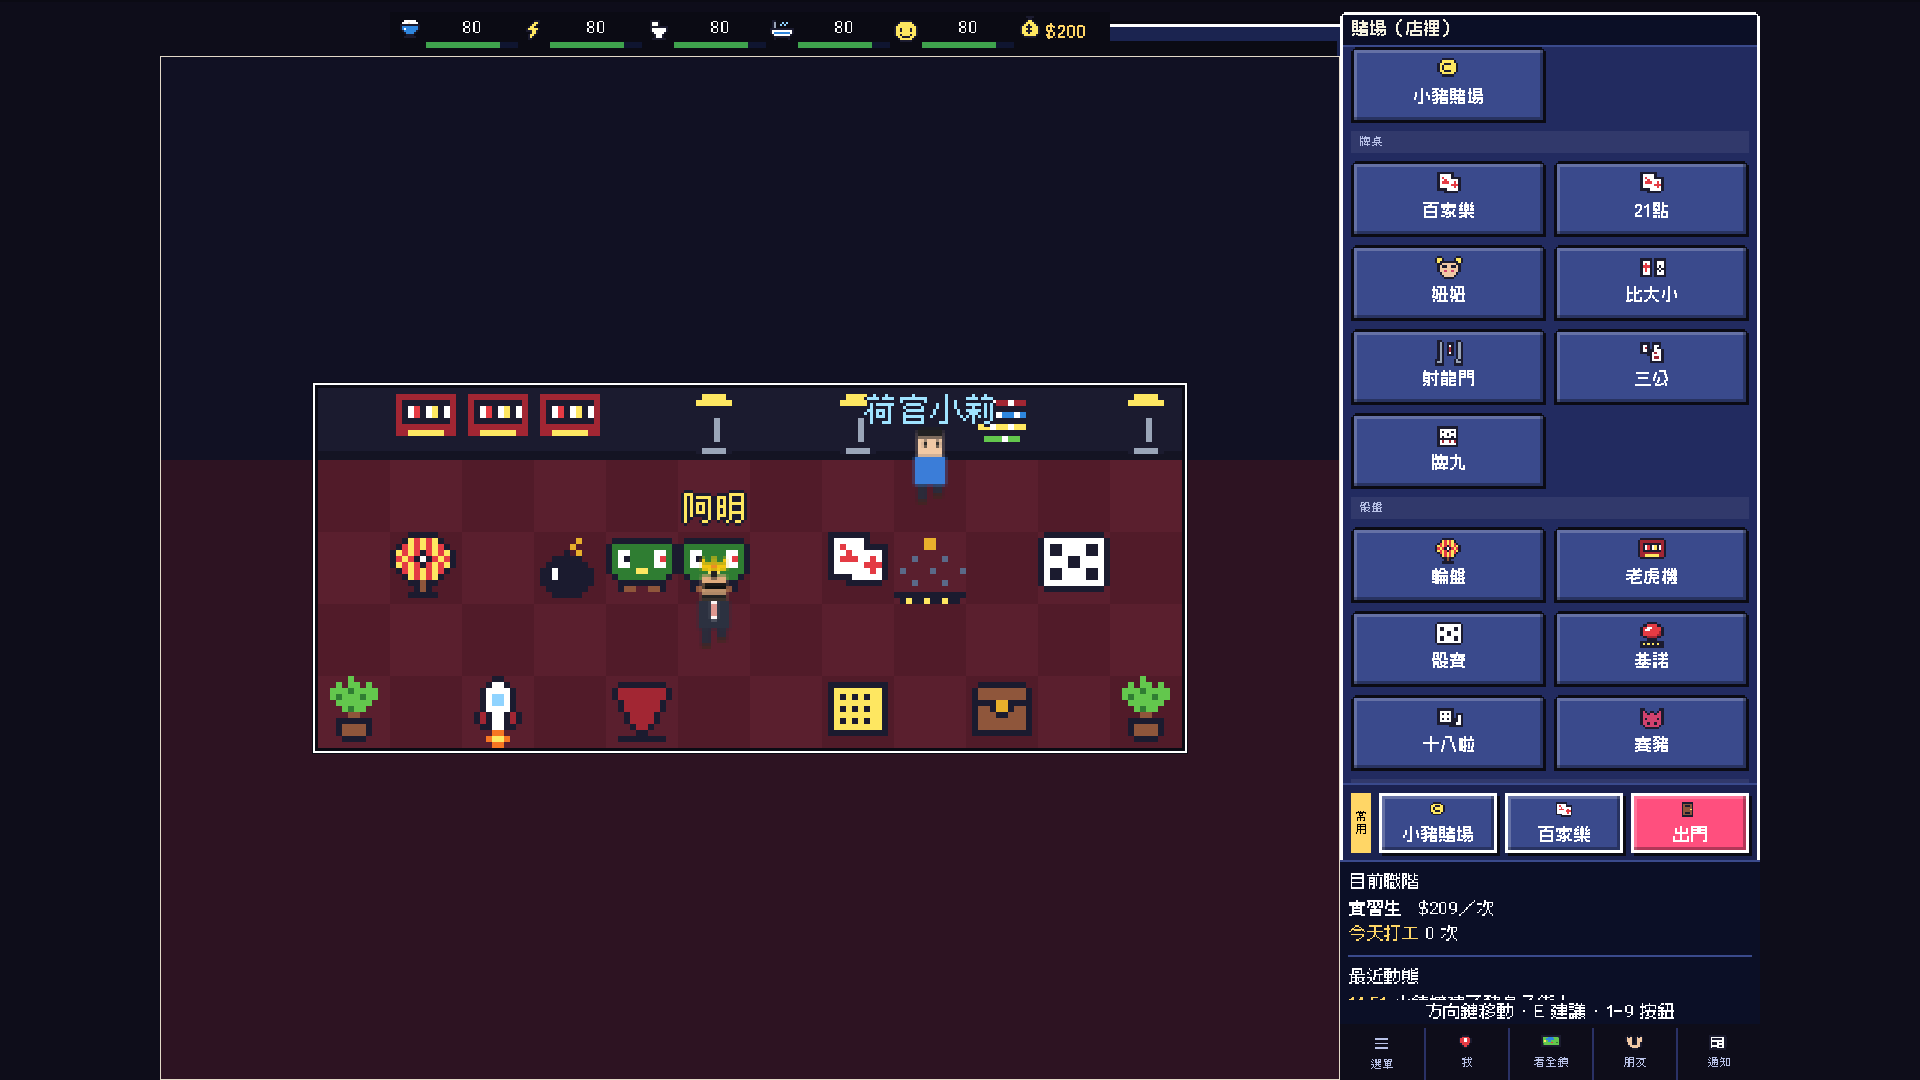 80
80
80
80
80
$200
賭場（店裡）
小豬賭場
牌桌
百家樂
21點
妞妞
比大小
射龍門
三公
牌九
骰盤
輪盤
老虎機
骰寶
基諾
十八啦
賽豬
常用
小豬賭場
百家樂
出門
荷官小莉
阿明
目前職階
實習生 $209／次
今天打工 0 次
最近動態
方向鍵移動 · E 建議 · 1-9 按鈕
選單
我
看全鎮
朋友
通知